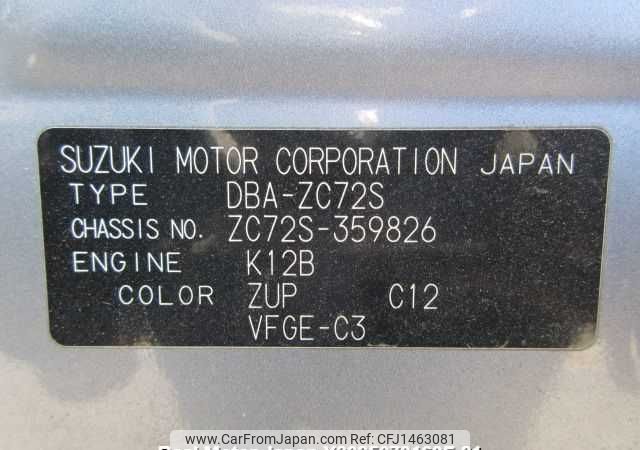 SUZUKI MOTOR CORPORATION JAPAN
TYPE DBA-ZC72S
CHASSIS NO. ZC72S-359826
ENGINE K12B
COLOR ZUP C12
VFGE-C3
www.CarFromJapan.com CFJ1463081